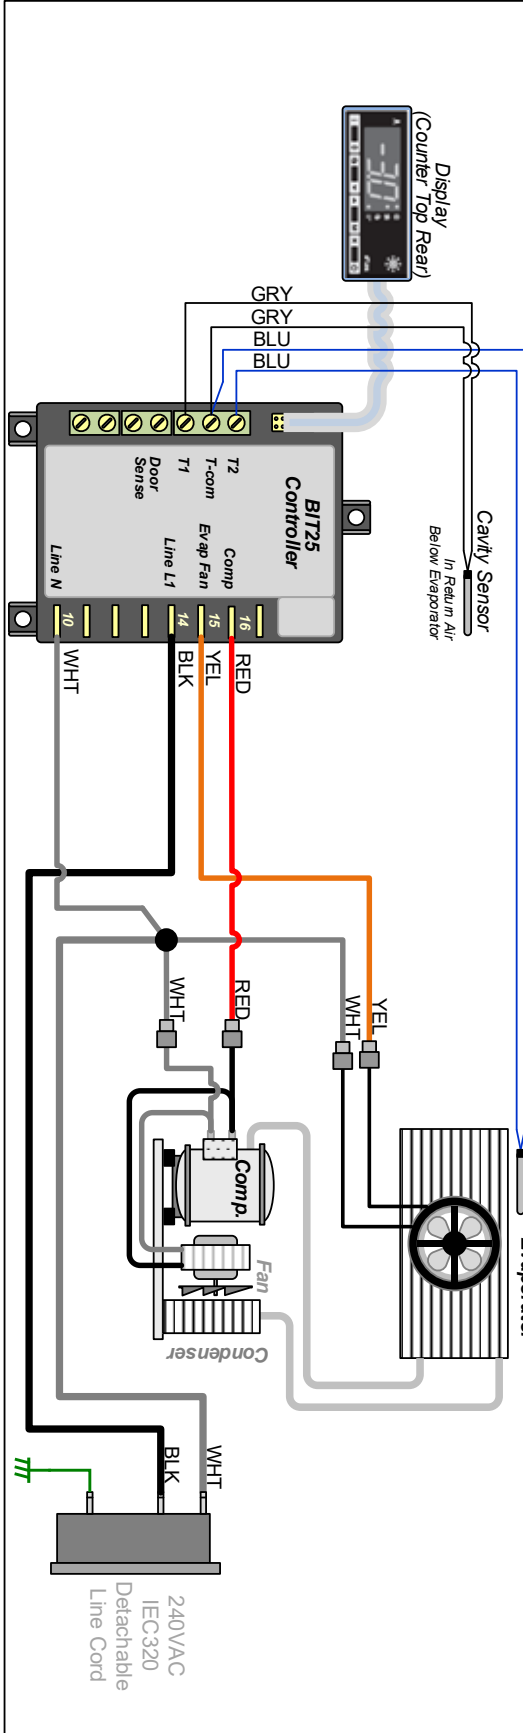 Display
(Counter Top Rear)
-30.
GRY
GRY
BLU
BLU
Cavity Sensor
In Return Air
Below Evaporator
BIT25
Controller
T2
T-com
T1
Door
Sense
Comp
Evap Fan
Line L1
Line N
16
15
14
10
RED
YEL
BLK
WHT
YEL
WHT
RED
WHT
Comp.
Fan
Condenser
WHT
BLK
240VAC
IEC320
Detachable
Line Cord